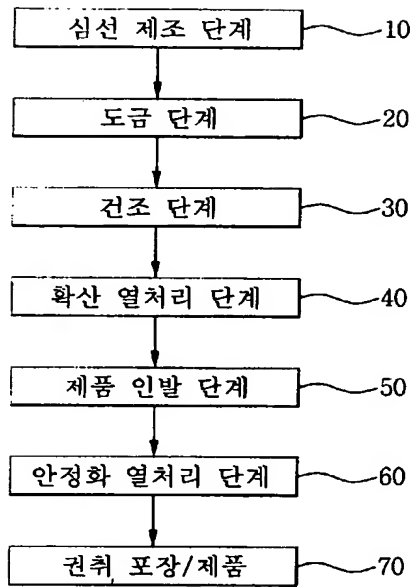 심선 제조 단계 10
도금 단계 20
건조 단계 30
확산 열처리 단계 40
제품 인발 단계 50
안정화 열처리 단계 60
권취 포장/제품 70